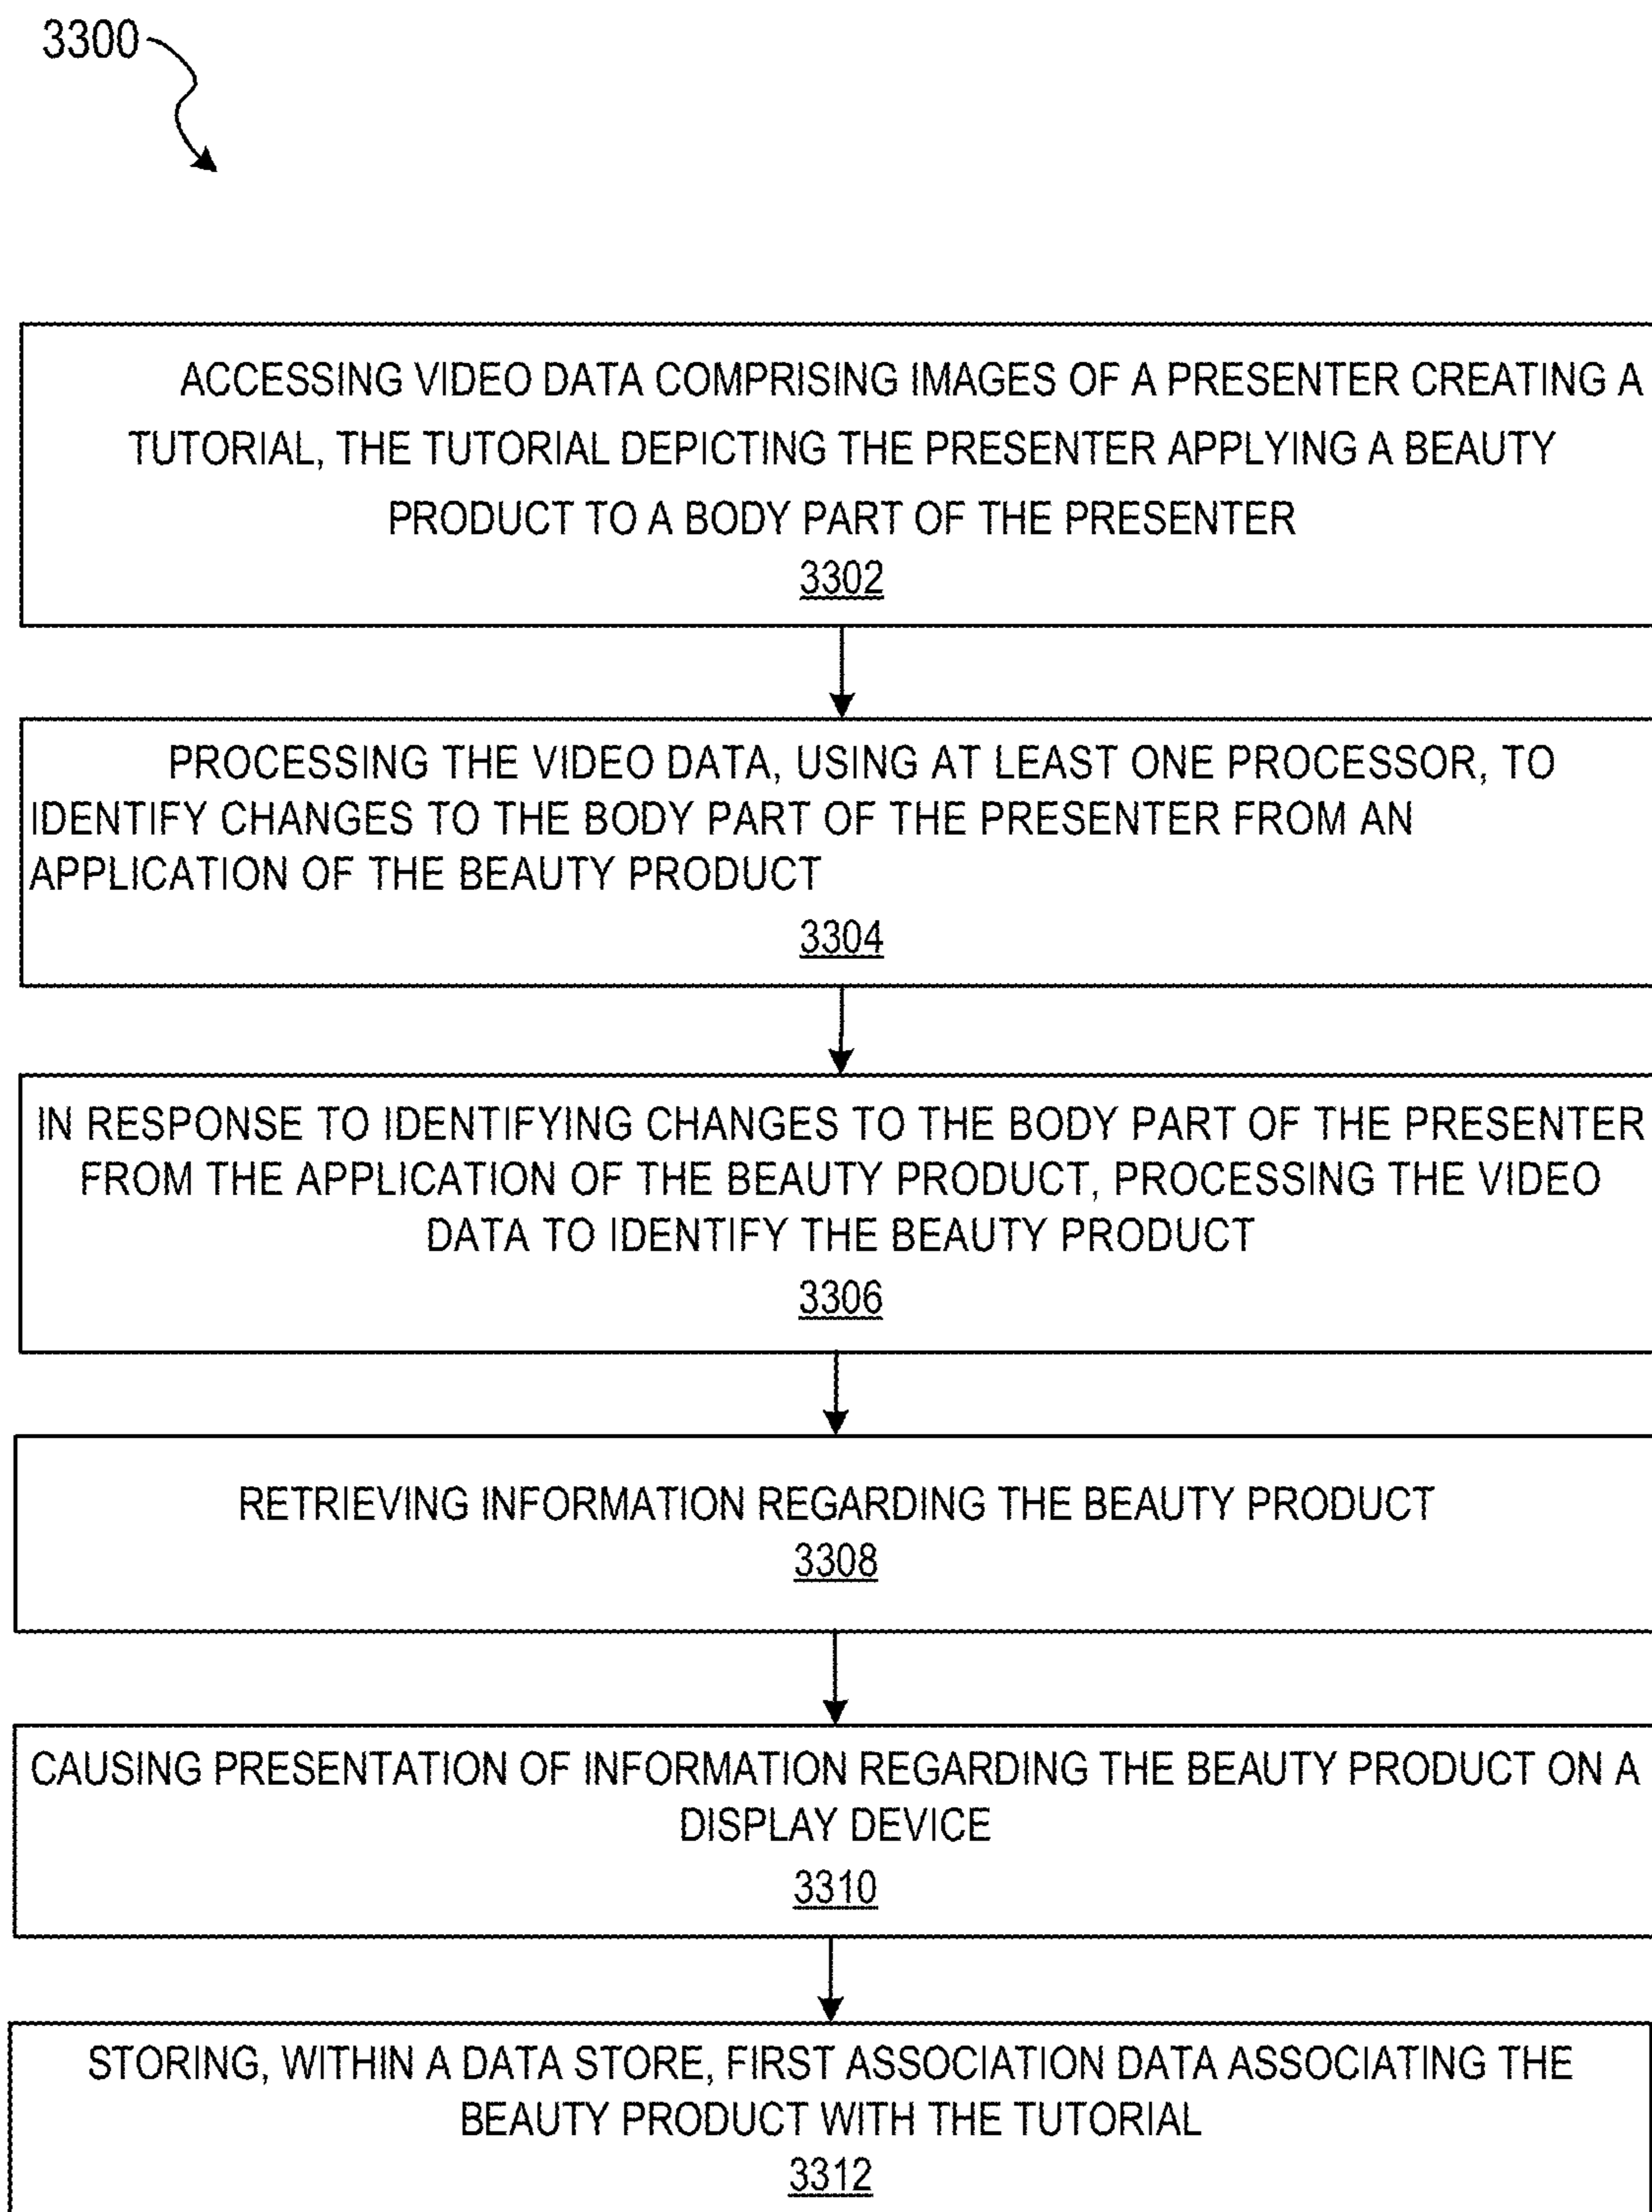 3300
ACCESSING VIDEO DATA COMPRISING IMAGES OF A PRESENTER CREATING A
TUTORIAL, THE TUTORIAL DEPICTING THE PRESENTER APPLYING A BEAUTY
PRODUCT TO A BODY PART OF THE PRESENTER
3302
PROCESSING THE VIDEO DATA, USING AT LEAST ONE PROCESSOR, TO
IDENTIFY CHANGES TO THE BODY PART OF THE PRESENTER FROM AN
APPLICATION OF THE BEAUTY PRODUCT
3304
IN RESPONSE TO IDENTIFYING CHANGES TO THE BODY PART OF THE PRESENTER
FROM THE APPLICATION OF THE BEAUTY PRODUCT, PROCESSING THE VIDEO
DATA TO IDENTIFY THE BEAUTY PRODUCT
3306
RETRIEVING INFORMATION REGARDING THE BEAUTY PRODUCT
3308
CAUSING PRESENTATION OF INFORMATION REGARDING THE BEAUTY PRODUCT ON A
DISPLAY DEVICE
3310
STORING, WITHIN A DATA STORE, FIRST ASSOCIATION DATA ASSOCIATING THE
BEAUTY PRODUCT WITH THE TUTORIAL
3312